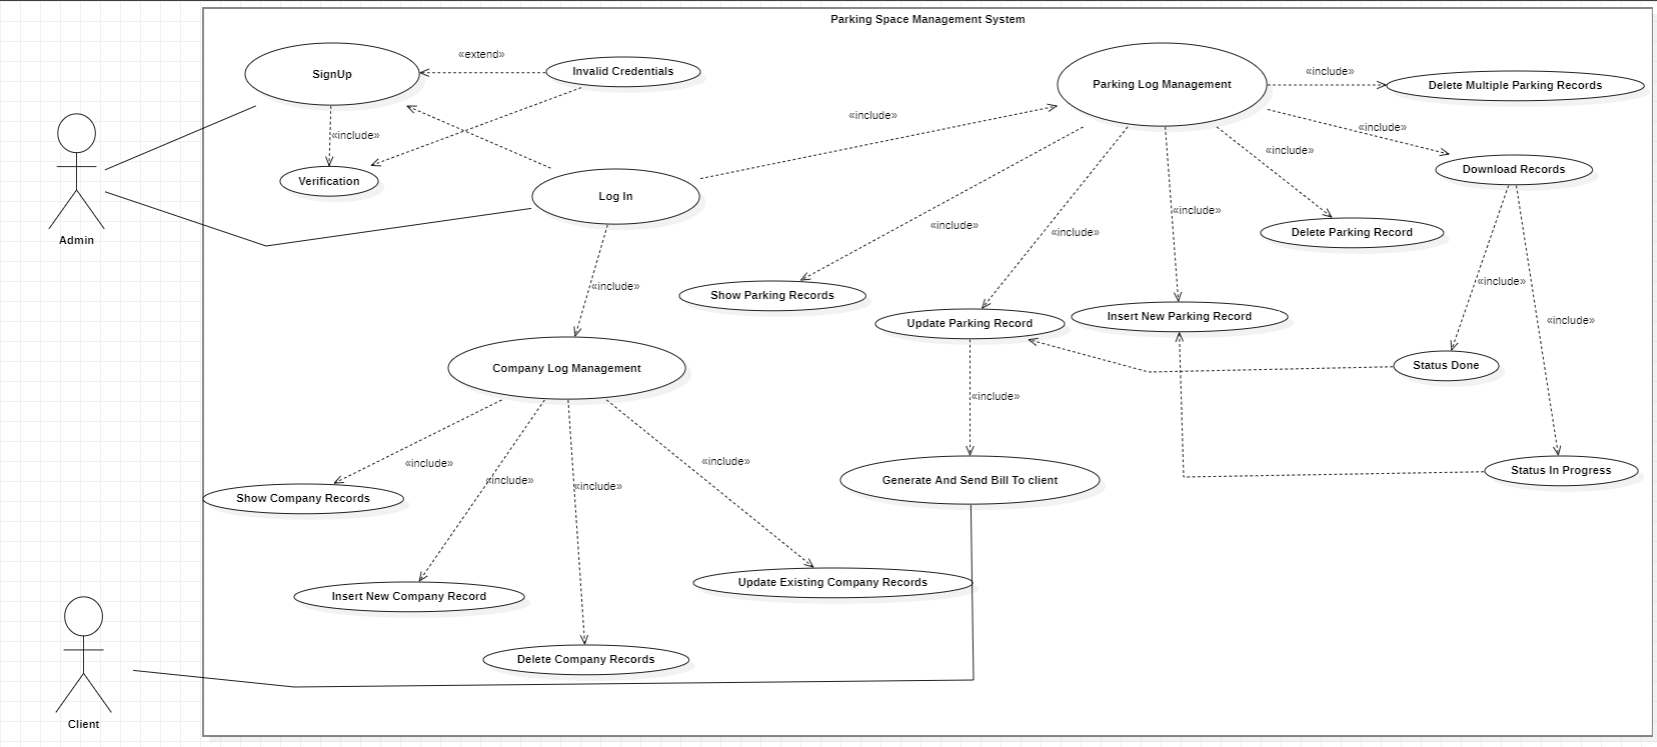 Parking Space Management System
«extend»
SignUp
Invalid Credentials
Parking Log Management
«include»
Delete Multiple Parking Records
«include»
«include»
«include»
«include»
Verification
Log In
Download Records
Admin
«include»
«include»
«include»
Delete Parking Record
«include»
«include»
Show Parking Records
Update Parking Record
Insert New Parking Record
«include»
Status Done
Company Log Management
«include»
«include»
«include»
«include»
«include»
Show Company Records
Generate And Send Bill To client
Status In Progress
Insert New Company Record
Update Existing Company Records
Delete Company Records
Client